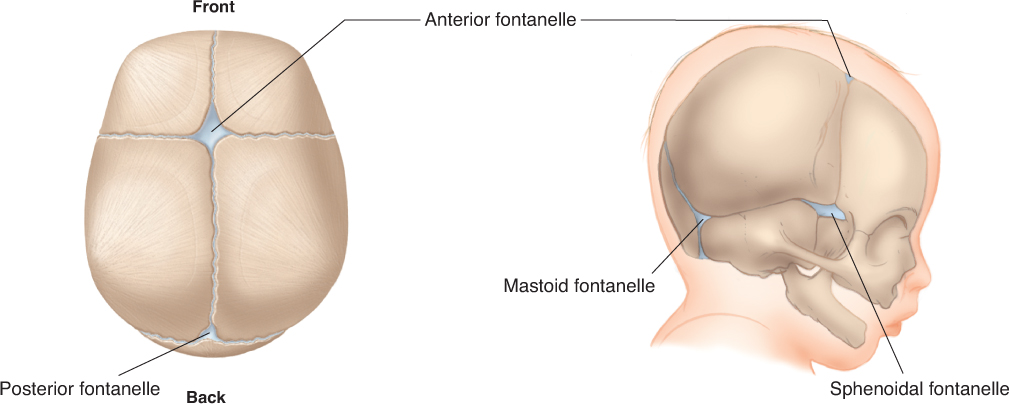 Front
Anterior fontanelle
Mastoid fontanelle
Posterior fontanelle
Back
Sphenoidal fontanelle